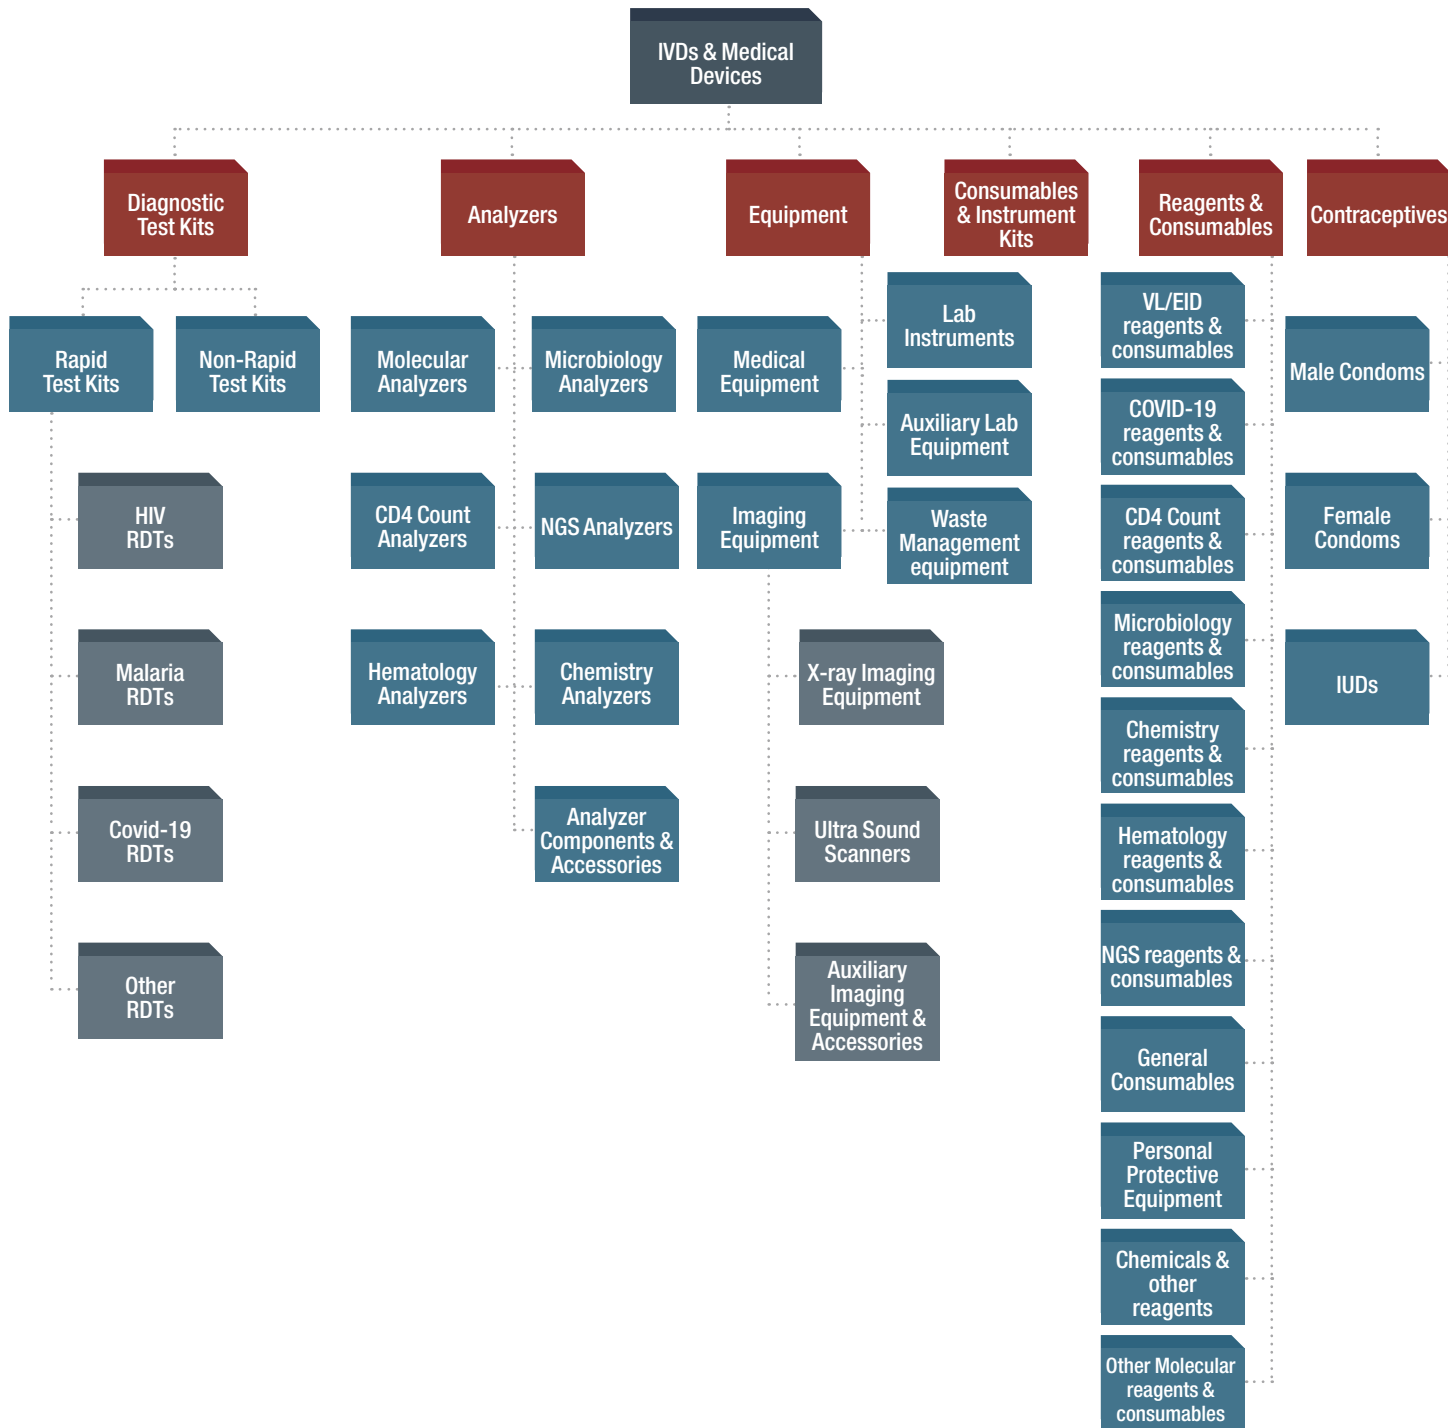 IVDs & Medical
Devices
Diagnostic
Test Kits
Analyzers
Equipment
Consumables
& Instrument
Kits
Reagents &
Consumables
Contraceptives
Rapid
Test Kits
Non-Rapid
Test Kits
HIV
RDTs
Malaria
RDTs
Covid-19
RDTs
Other
RDTs
Molecular
Analyzers
Microbiology
Analyzers
CD4 Count
Analyzers
NGS Analyzers
Hematology
Analyzers
Chemistry
Analyzers
Analyzer
Components &
Accessories
Medical
Equipment
Lab
Instruments
Auxiliary Lab
Equipment
Imaging
Equipment
Waste
Management
equipment
X-ray Imaging
Equipment
Ultra Sound
Scanners
Auxiliary
Imaging
Equipment &
Accessories
VL/EID
reagents &
consumables
COVID-19
reagents &
consumables
CD4 Count
reagents &
consumables
Microbiology
reagents &
consumables
Chemistry
reagents &
consumables
Hematology
reagents &
consumables
NGS reagents &
consumables
General
Consumables
Personal
Protective
Equipment
Chemicals &
other
reagents
Other Molecular
reagents &
consumables
Male Condoms
Female
Condoms
IUDs